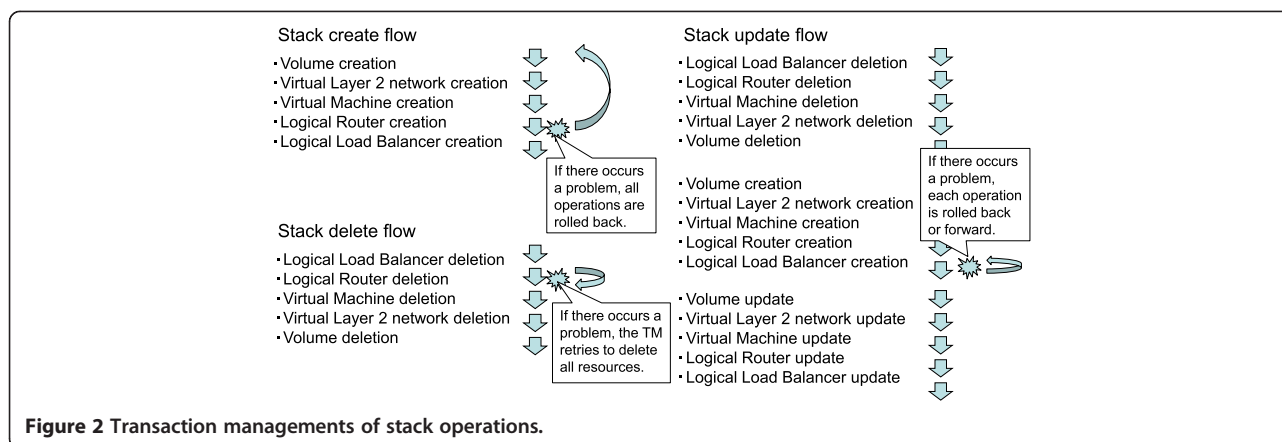 Stack create flow
・Volume creation
・Virtual Layer 2 network creation
・Virtual Machine creation
・Logical Router creation
・Logical Load Balancer creation
If there occurs
a problem, all
operations are
rolled back.
Stack delete flow
・Logical Load Balancer deletion
・Logical Router deletion
・Virtual Machine deletion
・Virtual Layer 2 network deletion
・Volume deletion
If there occurs a
problem, the TM
retries to delete
all resources.
Stack update flow
・Logical Load Balancer deletion
・Logical Router deletion
・Virtual Machine deletion
・Virtual Layer 2 network deletion
・Volume deletion
・Volume creation
・Virtual Layer 2 network creation
・Virtual Machine creation
・Logical Router creation
・Logical Load Balancer creation
If there occurs
a problem,
each operation
is rolled back
or forward.
・Volume update
・Virtual Layer 2 network update
・Virtual Machine update
・Logical Router update
・Logical Load Balancer update
Figure 2 Transaction managements of stack operations.